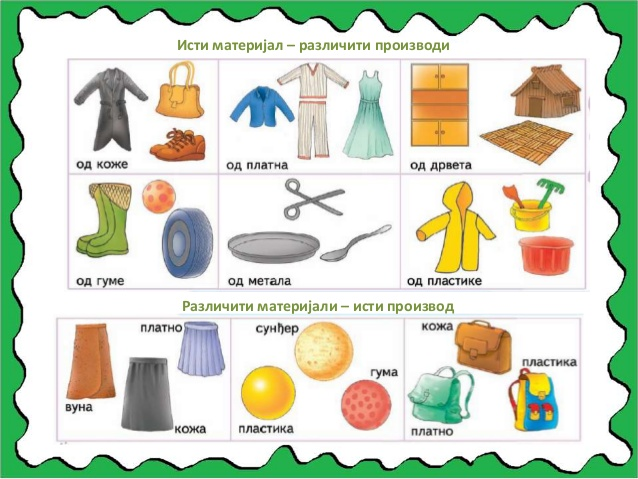 Исти материјал – различити производи
од коже
од платна
од дрвета
од гуме
од метала
од пластике
Различити материјали – исти производ
платно
вуна
кожа
сунђер
гума
пластика
кожа
пластика
платно